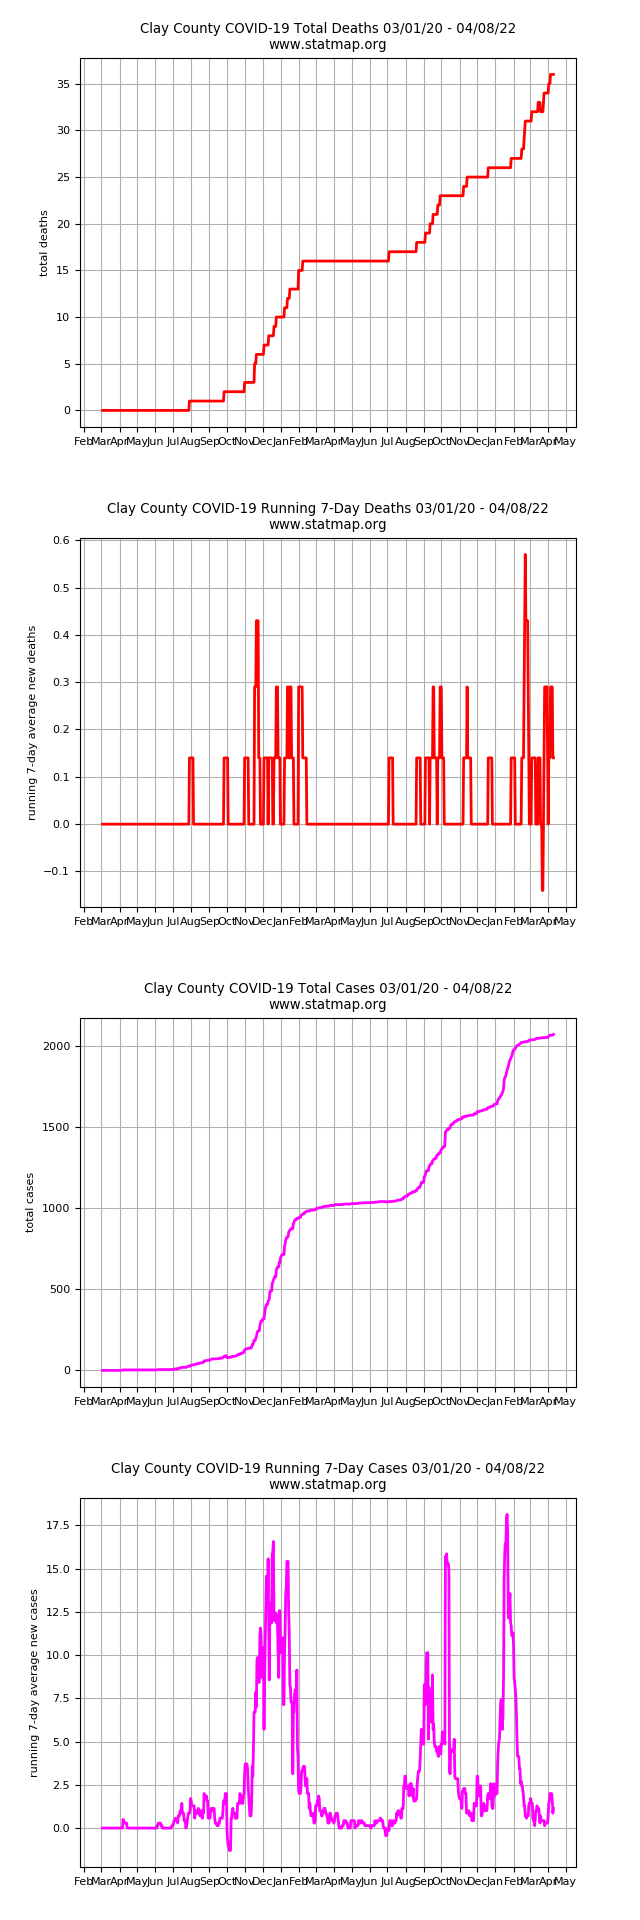 Clay County COVID-19 Total Deaths 03/01/20 - 04/08/22
www.statmap.org
35
30
25
20
15
10
5
0
total deaths
Feb Mar Apr May Jun Jul Aug Sep Oct Nov Dec Jan Feb Mar Apr May Jun Jul Aug Sep Oct Nov Dec Jan Feb Mar Apr May
Clay County COVID-19 Running 7-Day Deaths 03/01/20 - 04/08/22
www.statmap.org
0.6
0.5
0.4
0.3
0.2
0.1
0.0
−0.1
running 7-day average new deaths
Feb Mar Apr May Jun Jul Aug Sep Oct Nov Dec Jan Feb Mar Apr May Jun Jul Aug Sep Oct Nov Dec Jan Feb Mar Apr May
Clay County COVID-19 Total Cases 03/01/20 - 04/08/22
www.statmap.org
2000
1500
1000
500
0
total cases
Feb Mar Apr May Jun Jul Aug Sep Oct Nov Dec Jan Feb Mar Apr May Jun Jul Aug Sep Oct Nov Dec Jan Feb Mar Apr May
Clay County COVID-19 Running 7-Day Cases 03/01/20 - 04/08/22
www.statmap.org
17.5
15.0
12.5
10.0
7.5
5.0
2.5
0.0
running 7-day average new cases
Feb Mar Apr May Jun Jul Aug Sep Oct Nov Dec Jan Feb Mar Apr May Jun Jul Aug Sep Oct Nov Dec Jan Feb Mar Apr May